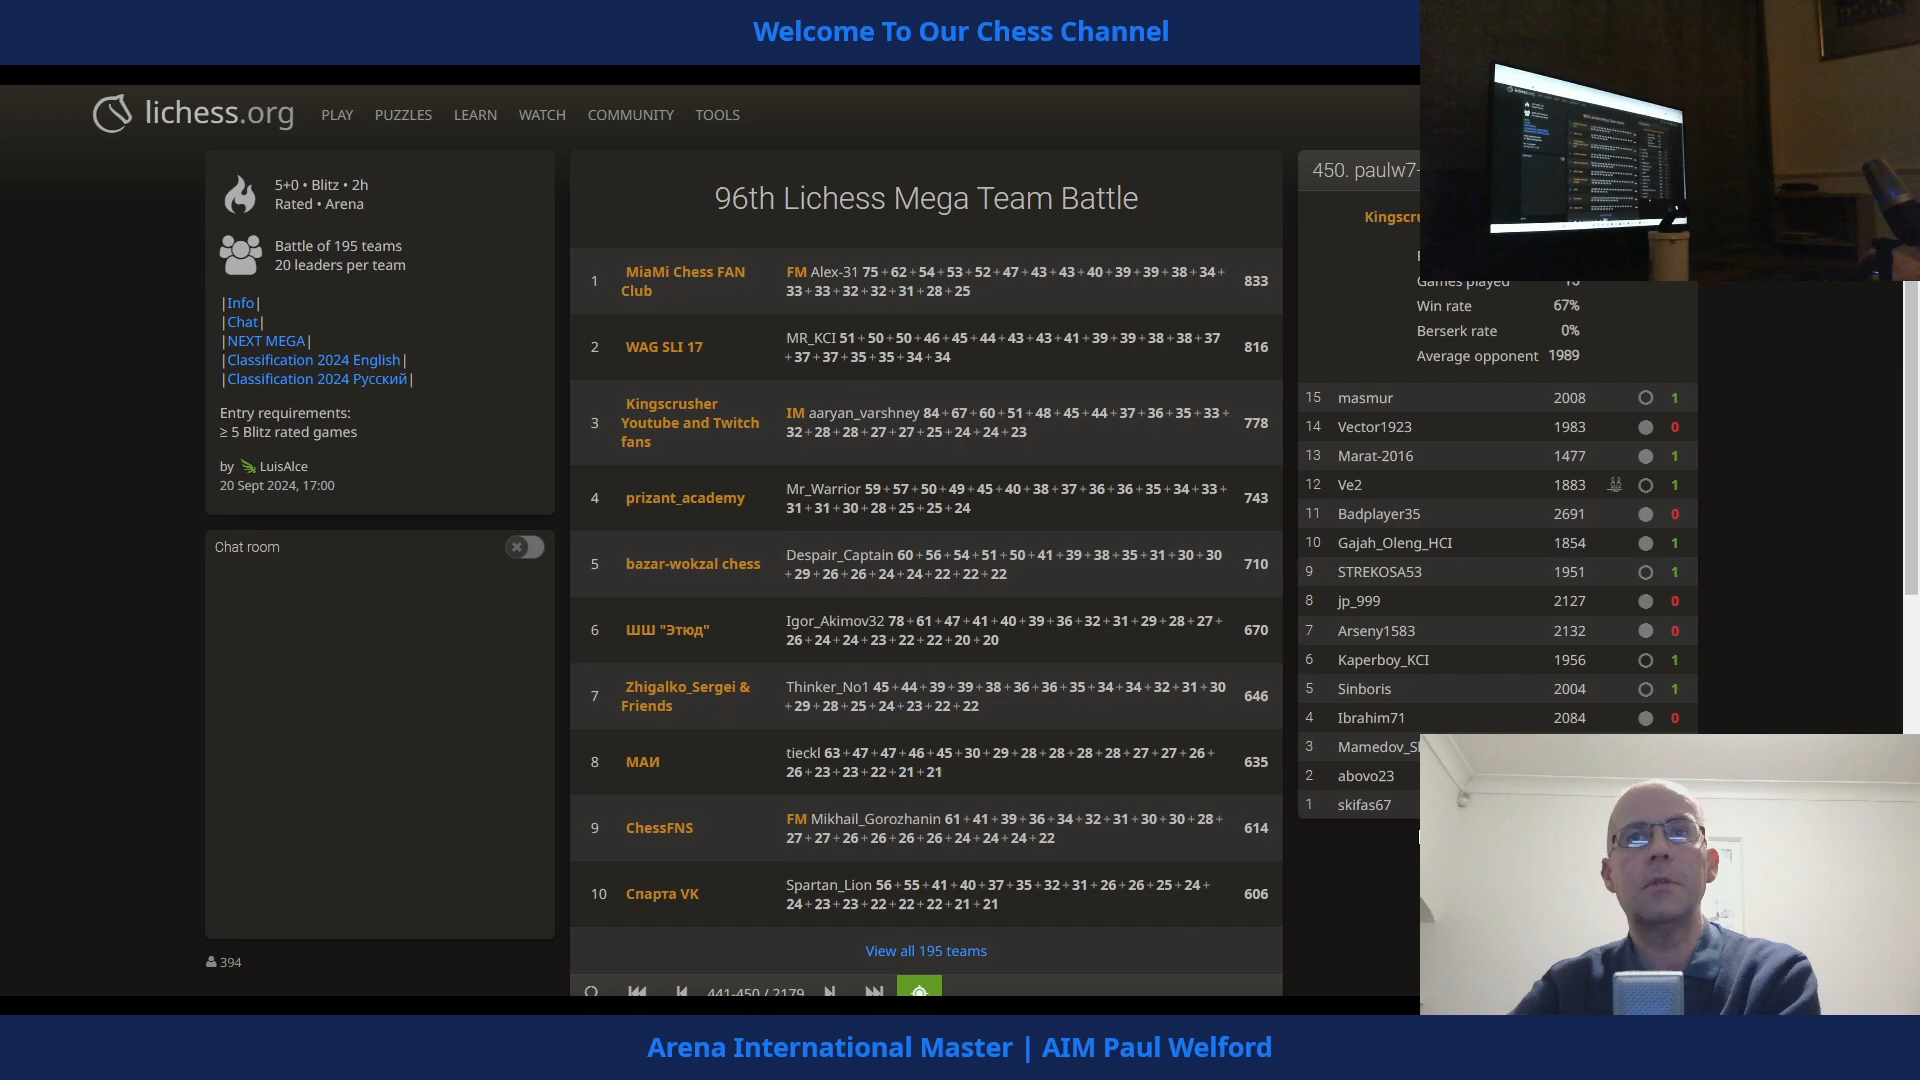 Welcome To Our Chess Channel
lichess.org PLAY PUZZLES LEARN WATCH COMMUNITY TOOLS
5+0 • Blitz • 2h
Rated • Arena
Battle of 195 teams
20 leaders per team
|Info|
|Chat|
|NEXT MEGA|
|Classification 2024 English|
|Classification 2024 Русский|
Entry requirements:
≥ 5 Blitz rated games
by LuisAlce
20 Sept 2024, 17:00
Chat room
394
96th Lichess Mega Team Battle
1 MiaMi Chess FAN Club FM Alex-31 75+62+54+53+52+47+43+43+40+39+39+38+34+ 833
33+33+32+32+31+28+25
2 WAG SLI 17 MR_KCI 51+50+50+46+45+44+43+43+41+39+39+38+38+37 816
+37+37+35+35+34+34
3 Kingscrusher Youtube and Twitch fans IM aaryan_varshney 84+67+60+51+48+45+44+37+36+35+33+ 778
32+28+28+27+27+25+24+24+23
4 prizant_academy Mr_Warrior 59+57+50+49+45+40+38+37+36+36+35+34+33+ 743
31+31+30+28+25+25+24
5 bazar-wokzal chess Despair_Captain 60+56+54+51+50+41+39+38+35+31+30+30 710
+29+26+26+24+24+22+22+22
6 ШШ "Этюд" Igor_Akimov32 78+61+47+41+40+39+36+32+31+29+28+27+ 670
26+24+24+23+22+22+20+20
7 Zhigalko_Sergei & Friends Thinker_No1 45+44+39+39+38+36+36+35+34+34+32+31+30 646
+29+28+25+24+23+22+22
8 МАИ tieckl 63+47+47+46+45+30+29+28+28+28+28+27+27+26+ 635
26+23+23+22+21+21
9 ChessFNS FM Mikhail_Gorozhanin 61+41+39+36+34+32+31+30+30+28+ 614
27+27+26+26+26+26+24+24+24+22
10 Спарта VK Spartan_Lion 56+55+41+40+37+35+32+31+26+26+25+24+ 606
24+23+23+22+22+22+21+21
View all 195 teams
441-450 / 2179
450. paulw7-
Kingscru
Games played
Win rate 67%
Berserk rate 0%
Average opponent 1989
15 masmur 2008 1
14 Vector1923 1983 0
13 Marat-2016 1477 1
12 Ve2 1883 1
11 Badplayer35 2691 0
10 Gajah_Oleng_HCI 1854 1
9 STREKOSA53 1951 1
8 jp_999 2127 0
7 Arseny1583 2132 0
6 Kaperboy_KCI 1956 1
5 Sinboris 2004 1
4 Ibrahim71 2084 0
3 Mamedov_S
2 abovo23
1 skifas67
Arena International Master | AIM Paul Welford